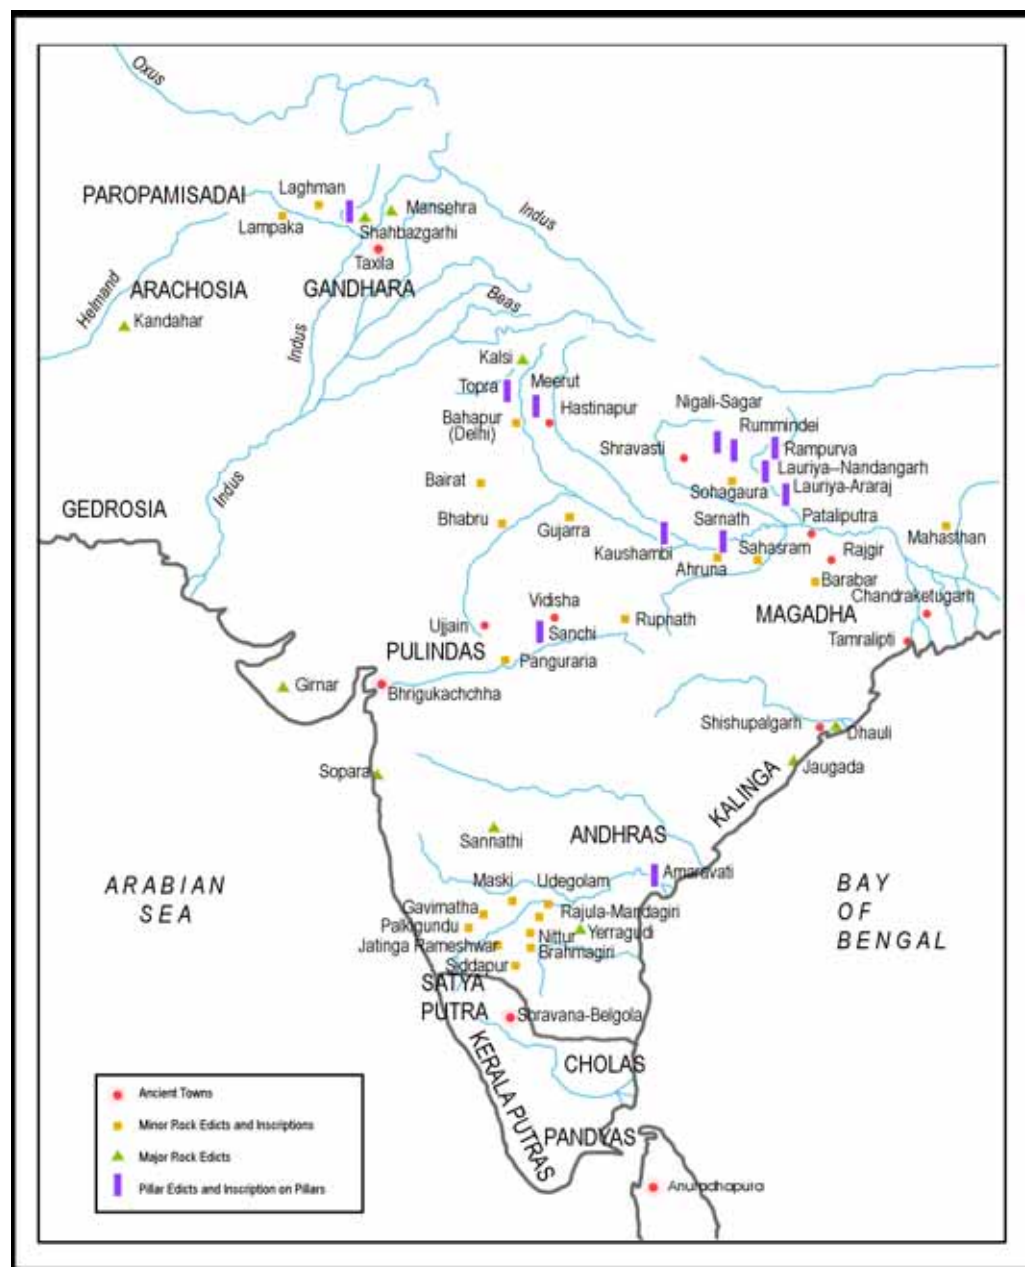 Oxus
PAROPAMISADAI
Laghman
Lampaka
Mansehra
Shahbazgarhi
Taxila
Indus
Helmand
ARACHOSIA
GANDHARA
Kandahar
Indus
Beas
Kalsi
Topra
Meerut
Hastinapur
Bahapur
(Delhi)
Nigali-Sagar
Rummindei
Rampurva
Shravasti
Lauriya--Nandangarh
Lauriya-Araraj
Sohagaura
Bairat
Indus
GEDROSIA
Bhabru
Gujarra
Kaushambi
Sarnath
Pataliputra
Mahasthan
Sahasram
Rajgir
Ahruna
Barabar
Chandraketugarh
MAGADHA
Vidisha
Rupnath
Ujjain
Sanchi
Tamralipti
PULINDAS
Panguraria
Girnar
Bhrigukachchha
Shishupalgarh
Dhauli
Sopara
Jaugada
KALINGA
Sannathi
ANDHRAS
Amaravati
ARABIAN
SEA
BAY
OF
BENGAL
Maski
Udegolam
Gavimatha
Rajula-Mandagiri
Palkigundu
Nittur
Yerragudi
Jatinga Rameshwar
Brahmagiri
Siddapur
SATYA
PUTRA
Shravana-Belgola
KERALA PUTRAS
CHOLAS
PANDYAS
Anuradhapura
Ancient Towns
Minor Rock Edicts and Inscriptions
Major Rock Edicts
Pillar Edicts and Inscription on Pillars